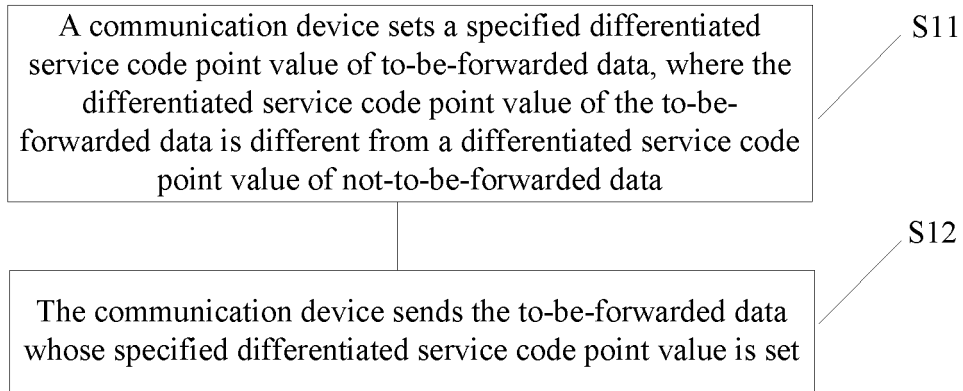 A communication device sets a specified differentiated
service code point value of to-be-forwarded data, where the
differentiated service code point value of the to-be-
forwarded data is different from a differentiated service code
point value of not-to-be-forwarded data
S11
S12
The communication device sends the to-be-forwarded data
whose specified differentiated service code point value is set